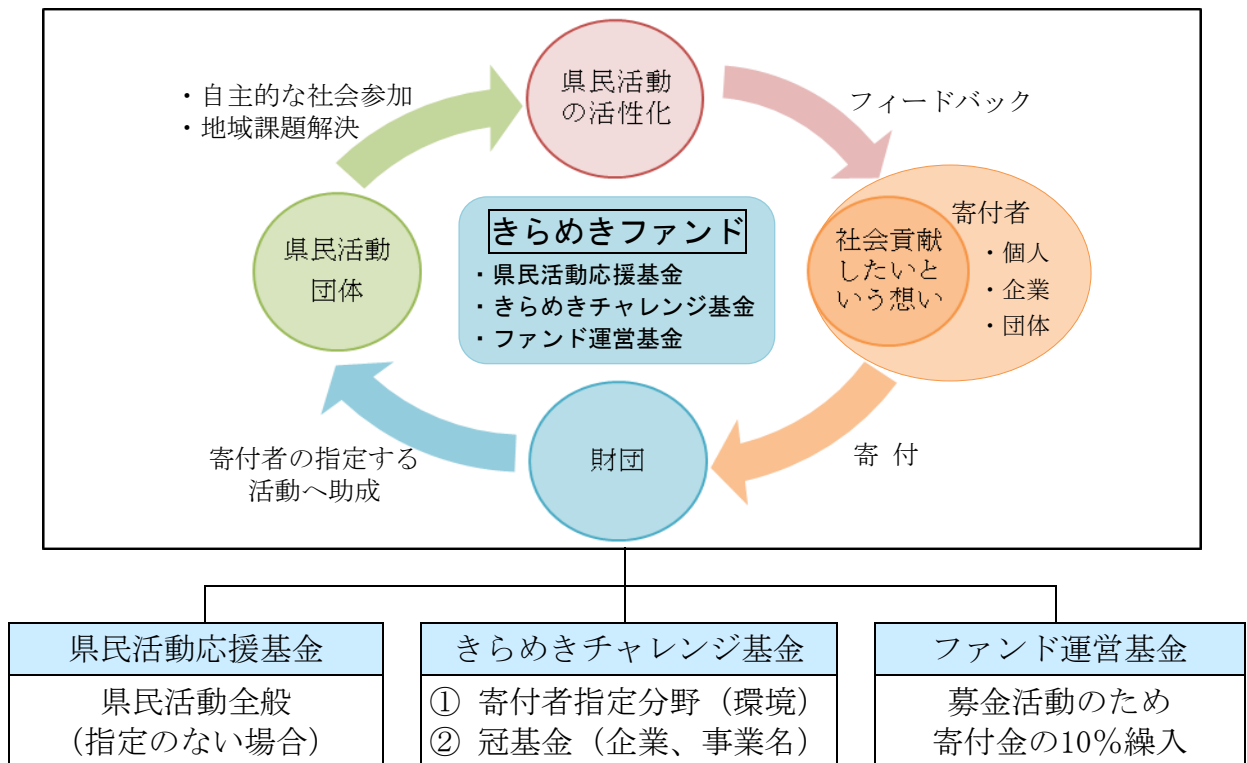 県民活動
の活性化
・自主的な社会参加
・地域課題解決
フィードバック
県民活動
団体
きらめきファンド
・県民活動応援基金
・きらめきチャレンジ基金
・ファンド運営基金
社会貢献
したいと
いう想い
寄付者
・個人
・企業
・団体
寄付者の指定する
活動へ助成
財団
寄 付
県民活動応援基金
県民活動全般
（指定のない場合）
きらめきチャレンジ基金
① 寄付者指定分野（環境）
② 冠基金（企業、事業名）
ファンド運営基金
募金活動のため
寄付金の10％繰入